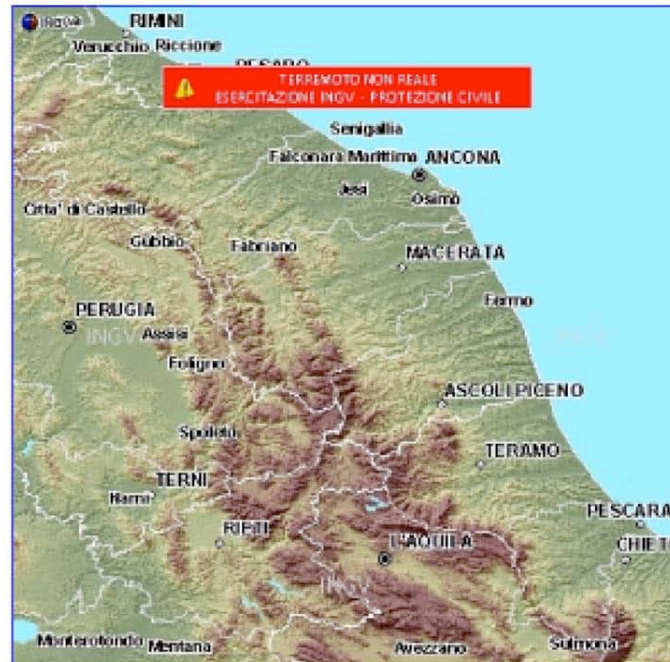 INGV
RIMINI
Verucchio Riccione
PESARO
TERREMOTO NON REALE
ESERCITAZIONE INGV - PROTEZIONE CIVILE
Senigallia
Falconara Marittima ANCONA
Jesi
Osimo
Citta' di Castello
Gubbio
Fabriano
MACERATA
PERUGIA
Fermo
INGV
INGV
Assisi
Foligno
ASCOLI PICENO
Spoleto
TERAMO
TERNI
Narni
PESCARA
RIETI
L'AQUILA
CHIETI
INGV
Monterotondo Mentana
Avezzano
Sulmona